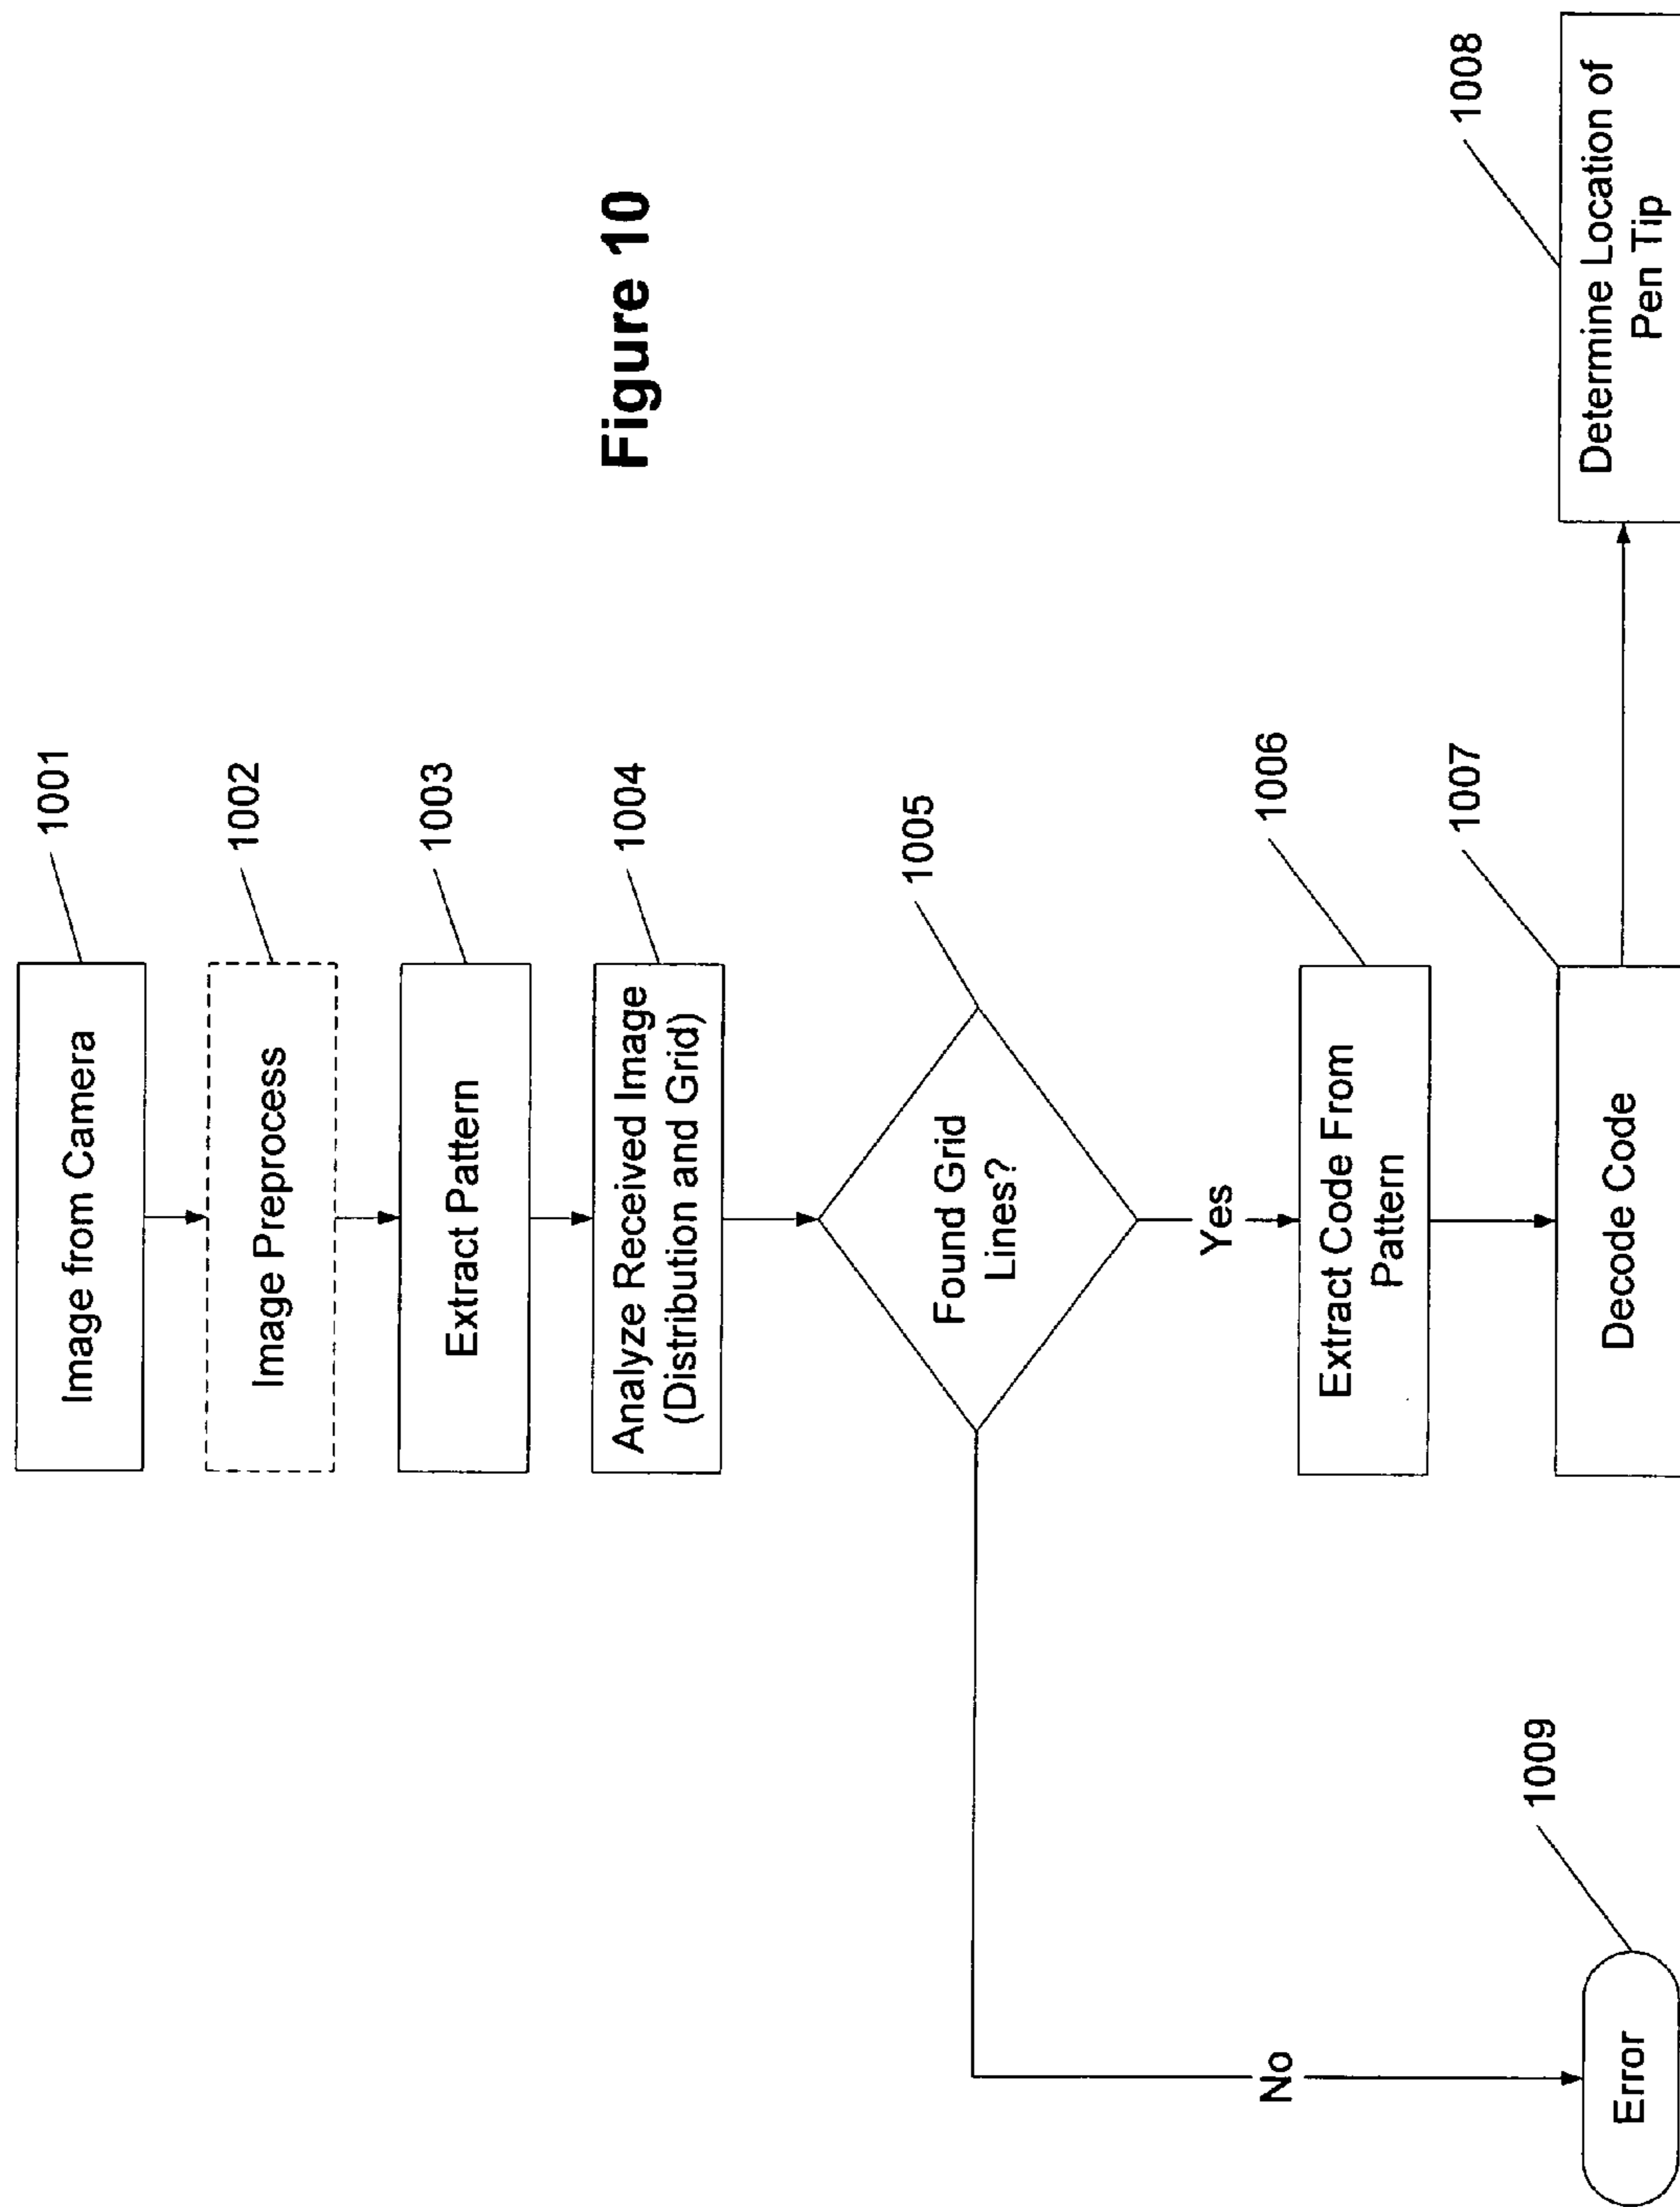 Image from Camera
1001
Image Preprocess
1002
Extract Pattern
1003
Analyze Received Image
(Distribution and Grid)
1004
Found Grid
Lines?
1005
Yes
No
Extract Code From
Pattern
1006
Decode Code
1007
Determine Location of
Pen Tip
1008
Error
1009
Figure 10